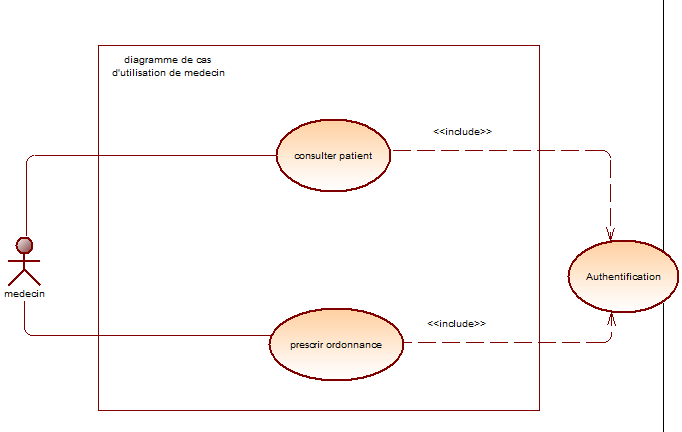 diagramme de cas
d'utilisation de medecin
<<include>>
consulter patient
Authentification
medecin
<<include>>
prescrir ordonnance